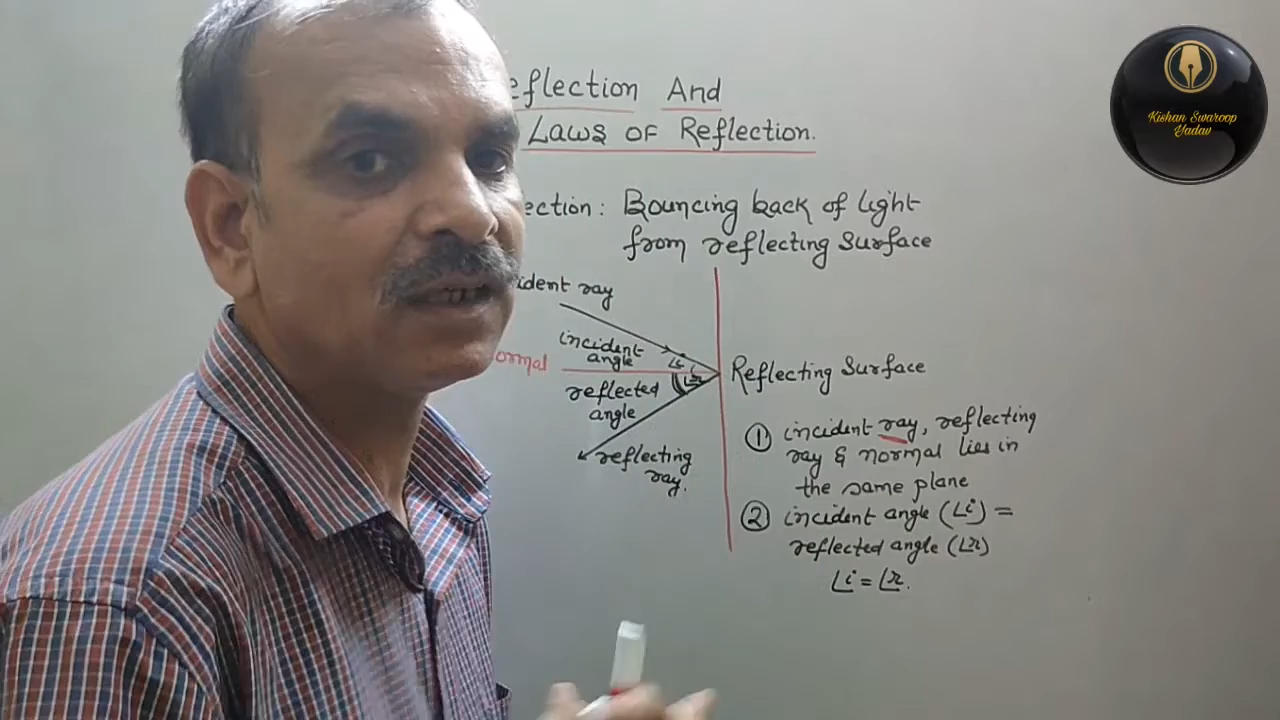 eflection And
Laws of Reflection.
ection: Bouncing back of light
from reflecting surface
ident ray
incident
angle
∠i
ormal
∠r
reflected
angle
reflecting
ray.
Reflecting Surface
① incident ray, reflecting
ray & normal lies in
the same plane
② incident angle (∠i) =
reflected angle (∠r)
∠i = ∠r.
Kishan Swaroop
Yadav